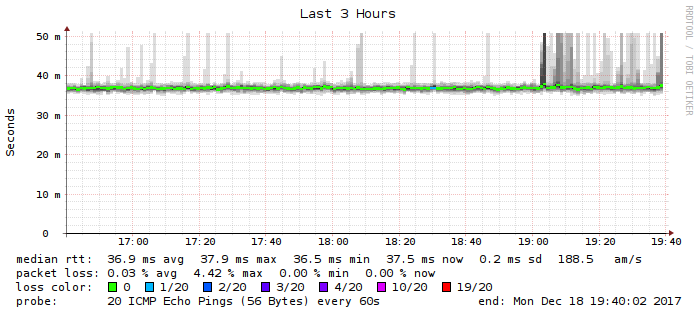 Last 3 Hours
RRDTOOL / TOBI OETIKER
Seconds
50 m
40 m
30 m
20 m
10 m
0
17:00 17:20 17:40 18:00 18:20 18:40 19:00 19:20 19:40
median rtt: 36.9 ms avg 37.9 ms max 36.5 ms min 37.5 ms now 0.2 ms sd 188.5 am/s
packet loss: 0.03 % avg 4.42 % max 0.00 % min 0.00 % now
loss color: 0 1/20 2/20 3/20 4/20 10/20 19/20
probe: 20 ICMP Echo Pings (56 Bytes) every 60s end: Mon Dec 18 19:40:02 2017